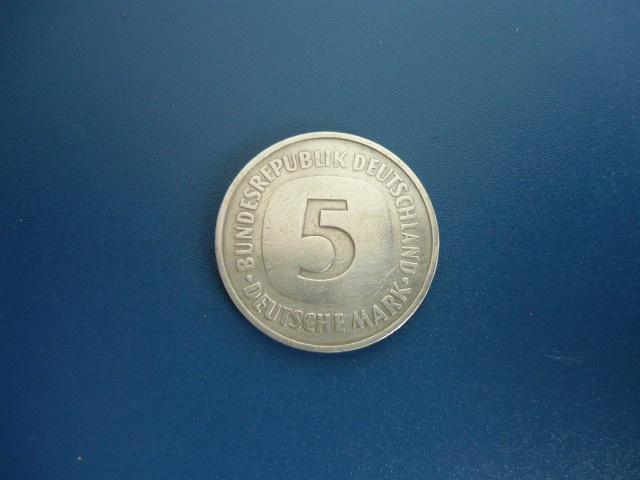 BUNDESREPUBLIK DEUTSCHLAND
5
DEUTSCHE MARK